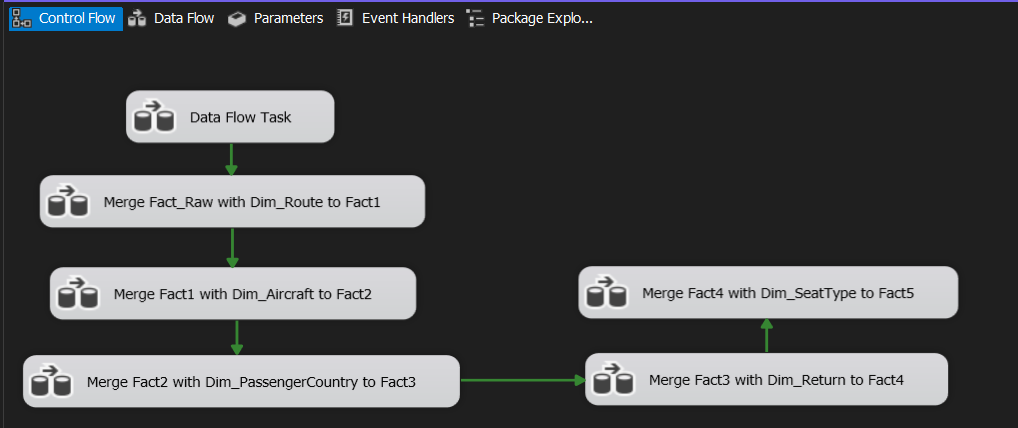 Control Flow
Data Flow
Parameters
Event Handlers
Package Explo...
Data Flow Task
Merge Fact_Raw with Dim_Route to Fact1
Merge Fact1 with Dim_Aircraft to Fact2
Merge Fact2 with Dim_PassengerCountry to Fact3
Merge Fact3 with Dim_Return to Fact4
Merge Fact4 with Dim_SeatType to Fact5